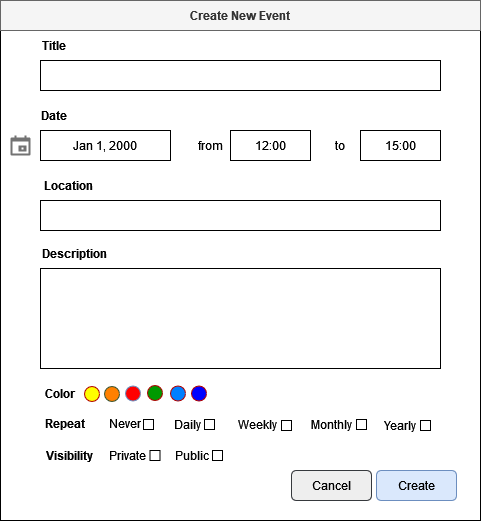 Create New Event
Title
Date
Jan 1, 2000 from 12:00 to 15:00
Location
Description
Color
Repeat Never Daily Weekly Monthly Yearly
Visibility Private Public
Cancel Create